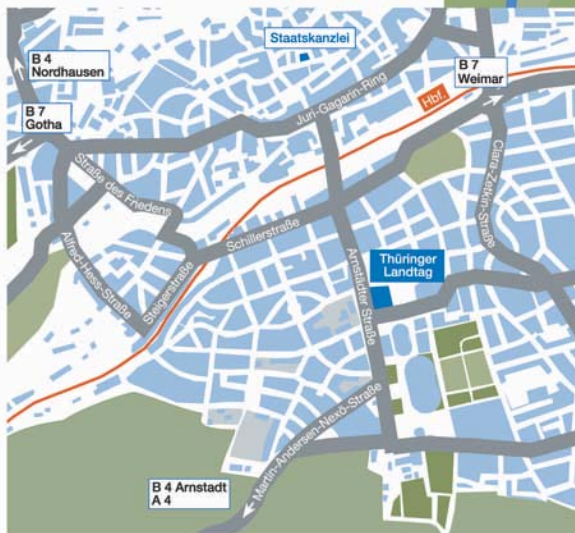 Staatskanzlei
B 4
Nordhausen
B 7
Weimar
Hbf.
B 7
Gotha
Juri-Gagarin-Ring
Straße des Friedens
Clara-Zetkin-Straße
Schillerstraße
Alfred-Hess-Straße
Steigerstraße
Arnstädter Straße
Thüringer
Landtag
Martin-Andersen-Nexö-Straße
B 4 Arnstadt
A 4